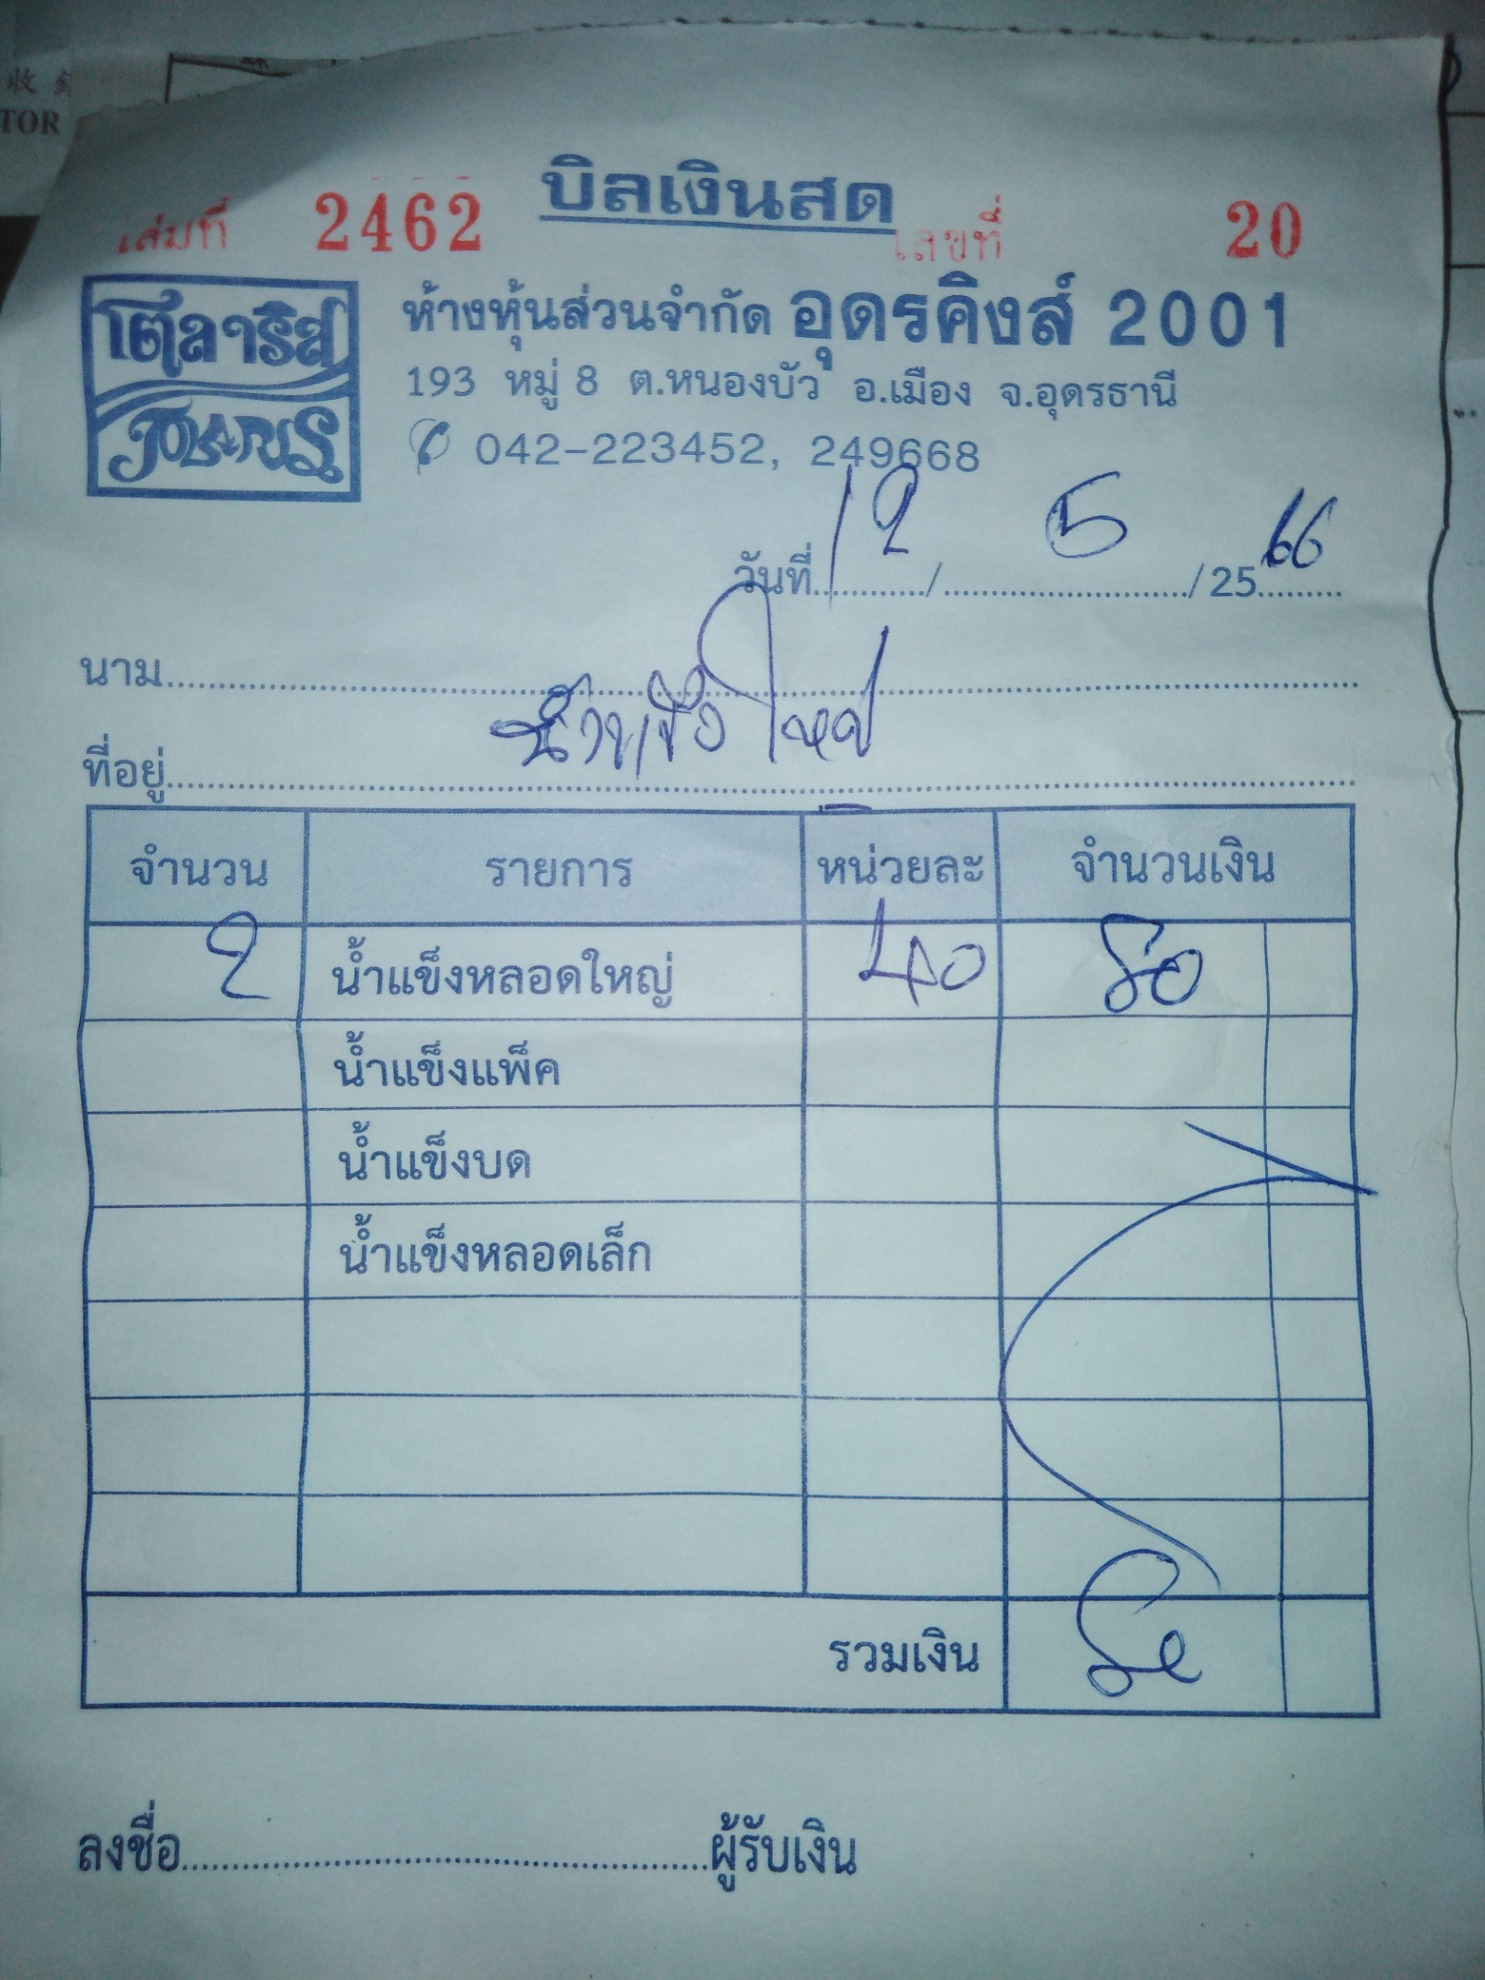 收
TOR
บิลเงินสด
เล่มที่ 2462 เลขที่ 20
โต๋ลาริส
POLARIS
ห้างหุ้นส่วนจำกัด อุดรคิงส์ 2001
193 หมู่ 8 ต.หนองบัว อ.เมือง จ.อุดรธานี
042-223452, 249668
วันที่ 12 / 5 / 2566
นาม
ที่อยู่
จำนวน รายการ หน่วยละ จำนวนเงิน
2 น้ำแข็งหลอดใหญ่ 40 80
น้ำแข็งแพ็ค
น้ำแข็งบด
น้ำแข็งหลอดเล็ก
รวมเงิน 80
ลงชื่อ ผู้รับเงิน